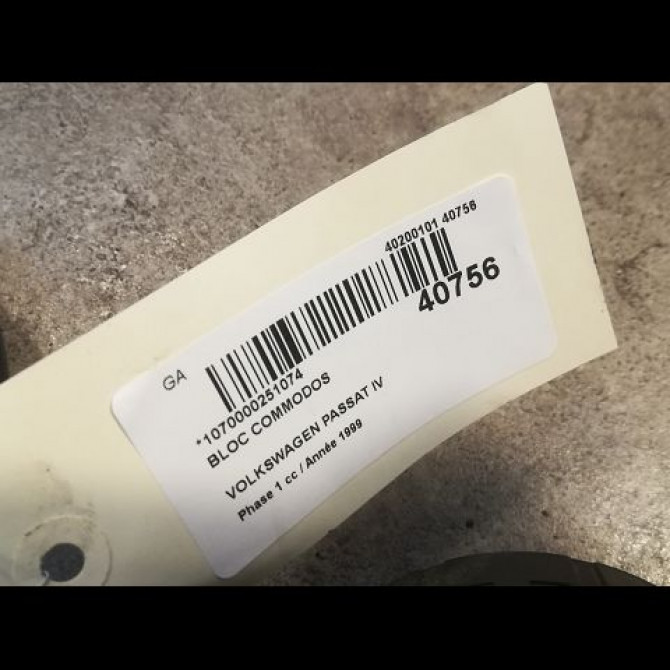 40200101 40756
40756
GA
*1070000251074
BLOC COMMODOS
VOLKSWAGEN PASSAT IV
Phase 1 cc / Année 1999